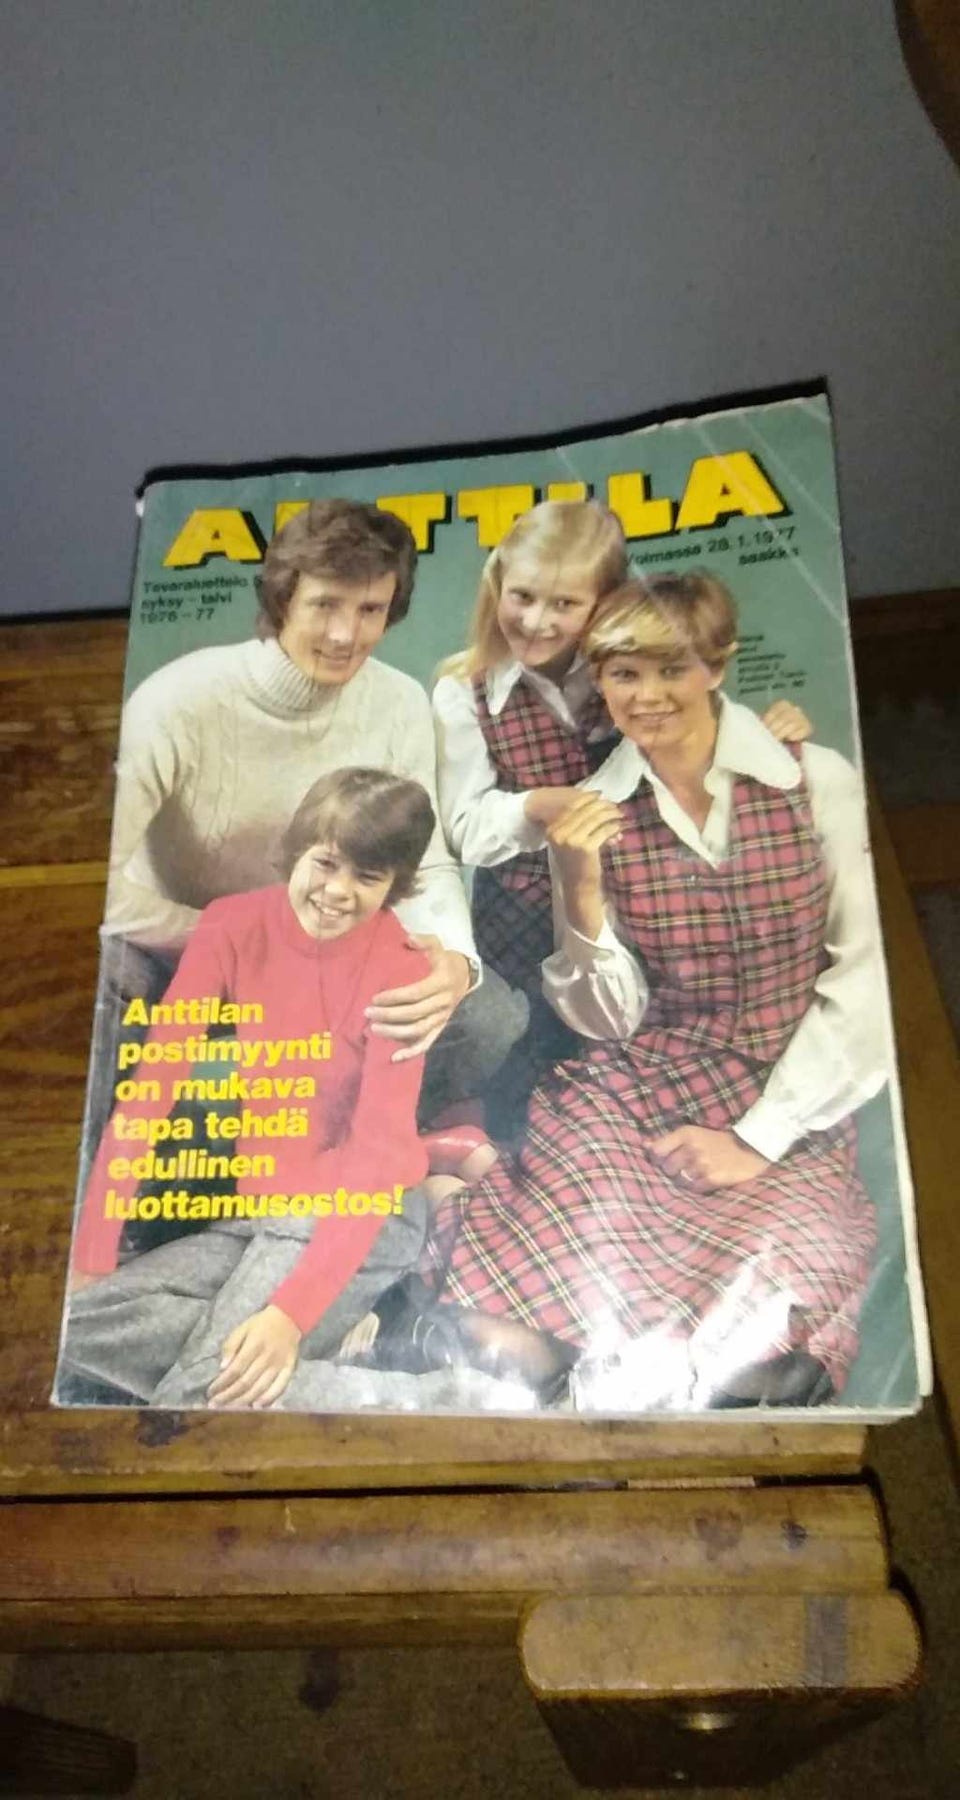 ANTTILA
Tavaraluettelo
syksy - talvi
1976-77
Voimassa 28.1.1977
saakka
Anttilan
postimyynti
on mukava
tapa tehdä
edullinen
luottamusostos!